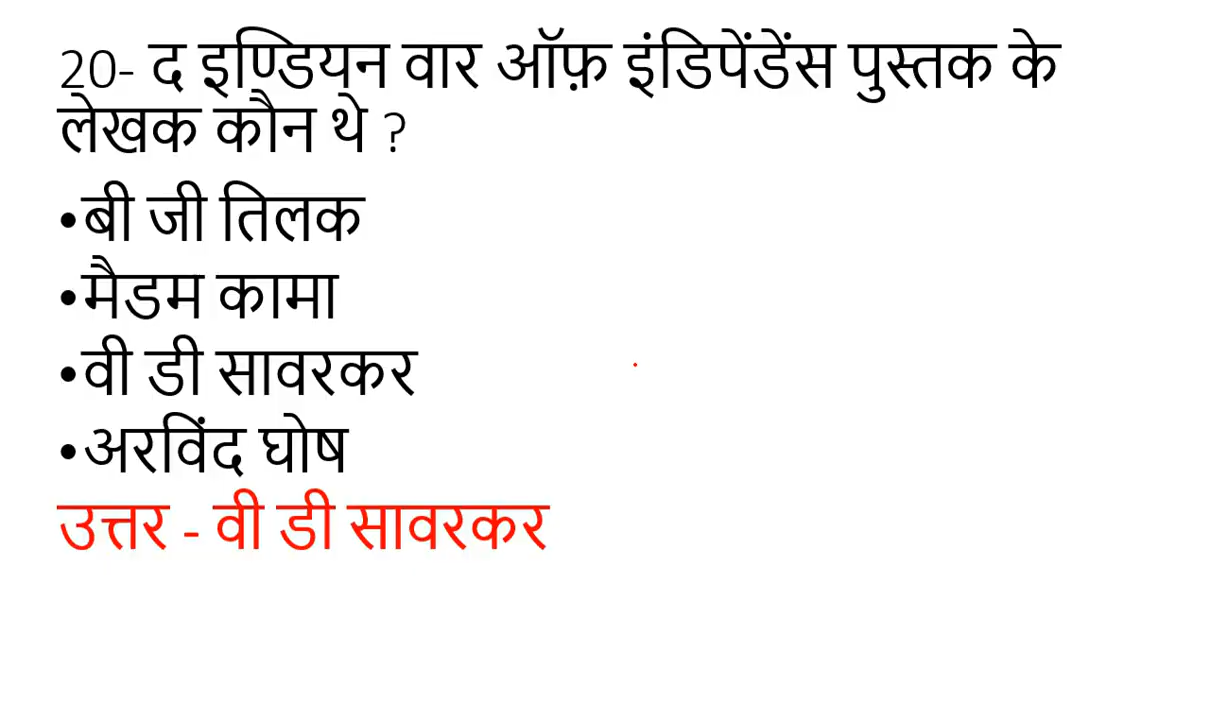 20- द इण्डियन वार ऑफ़ इंडिपेंडेंस पुस्तक के
लेखक कौन थे ?
•बी जी तिलक
•मैडम कामा
•वी डी सावरकर
•अरविंद घोष
उत्तर - वी डी सावरकर